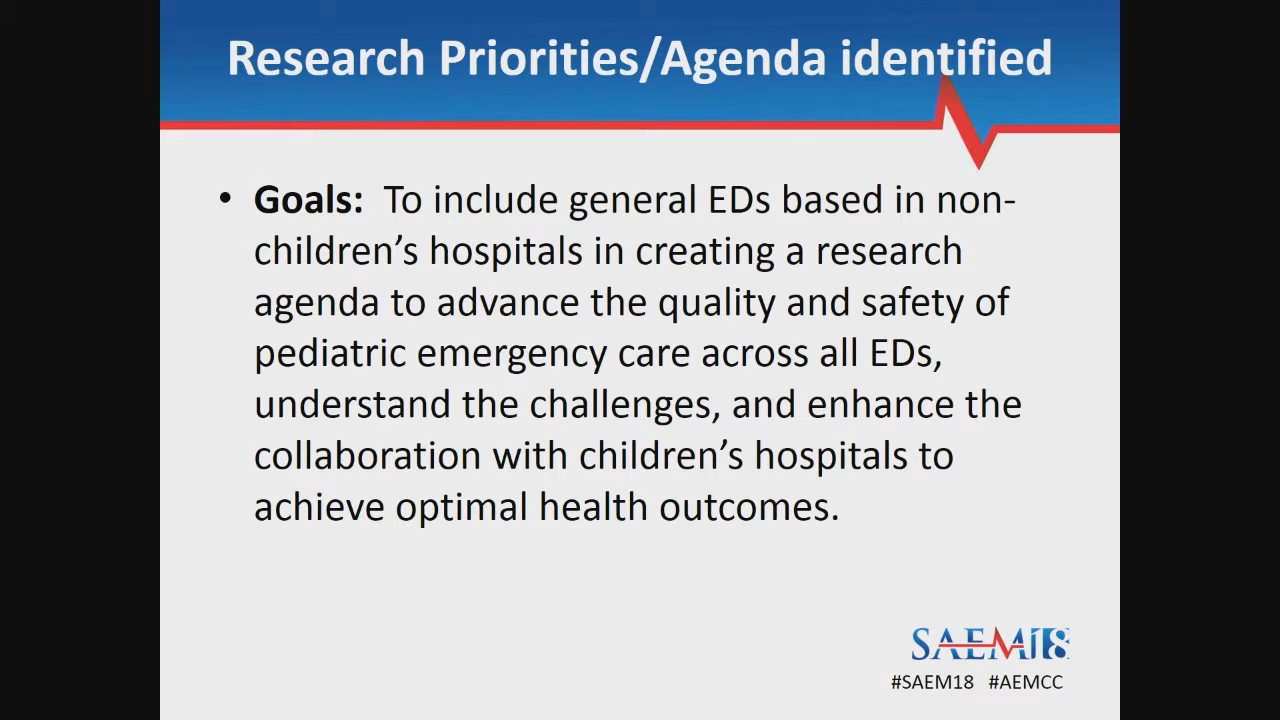 Research Priorities/Agenda identified
• Goals: To include general EDs based in non-
children's hospitals in creating a research
agenda to advance the quality and safety of
pediatric emergency care across all EDs,
understand the challenges, and enhance the
collaboration with children's hospitals to
achieve optimal health outcomes.
SAEM18
#SAEM18 #AEMCC